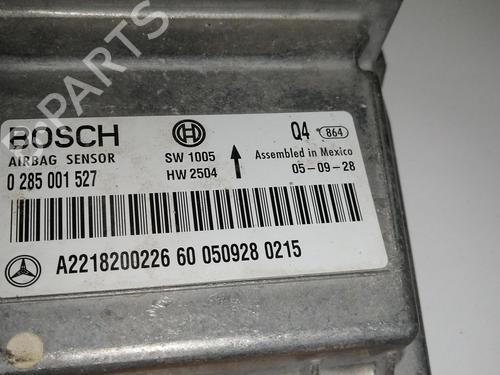 B PARTS
BOSCH
AIRBAG SENSOR
0 285 001 527
SW 1005
HW 2504
Q4 864
Assembled in Mexico
05-09-28
A2218200226 60 050928 0215